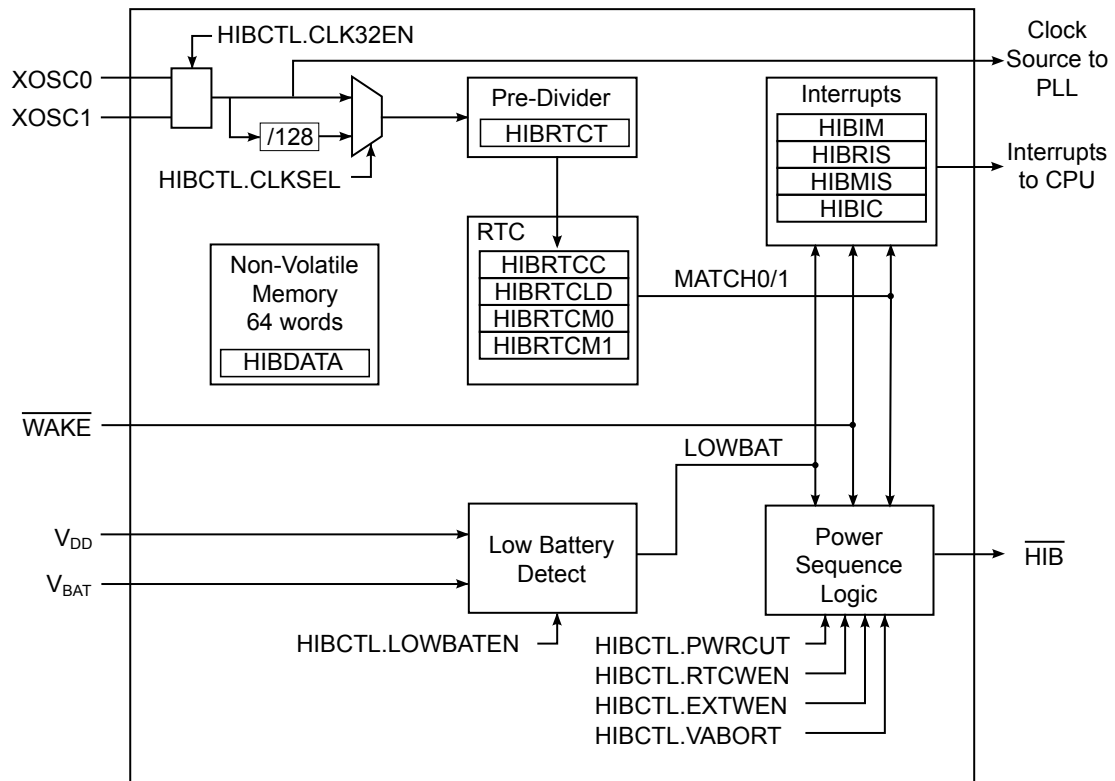 HIBCTL.CLK32EN
XOSC0
XOSC1
/128
HIBCTL.CLKSEL
Pre-Divider
HIBRTCT
Interrupts
HIBIM
HIBRIS
HIBMIS
HIBIC
Clock
Source to
PLL
Interrupts
to CPU
Non-Volatile
Memory
64 words
HIBDATA
RTC
HIBRTCC
HIBRTCLD
HIBRTCM0
HIBRTCM1
MATCH0/1
WAKE
LOWBAT
VDD
VBAT
Low Battery
Detect
HIBCTL.LOWBATEN
Power
Sequence
Logic
HIB
HIBCTL.PWRCUT
HIBCTL.RTCWEN
HIBCTL.EXTWEN
HIBCTL.VABORT